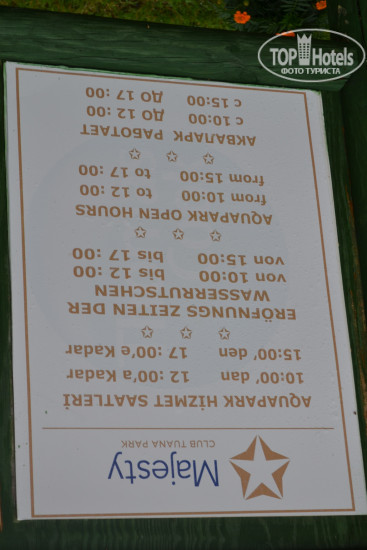 TOPHotels
ФОТО ТУРИСТА
Majesty
CLUB TUANA PARK
AQUAPARK HİZMET SAATLERİ
10:00' dan 12 :00'a Kadar
15:00' den 17 :00'e Kadar
ERÖFNUNGS ZEITEN DER
WASSERRUTSCHEN
von 10:00 bis 12 :00
von 15:00 bis 17 :00
AQUAPARK OPEN HOURS
from 10:00 to 12 :00
from 15:00 to 17 :00
АКВАПАРК РАБОТАЕТ
с 10:00 ДО 12 :00
с 15:00 ДО 17 :00